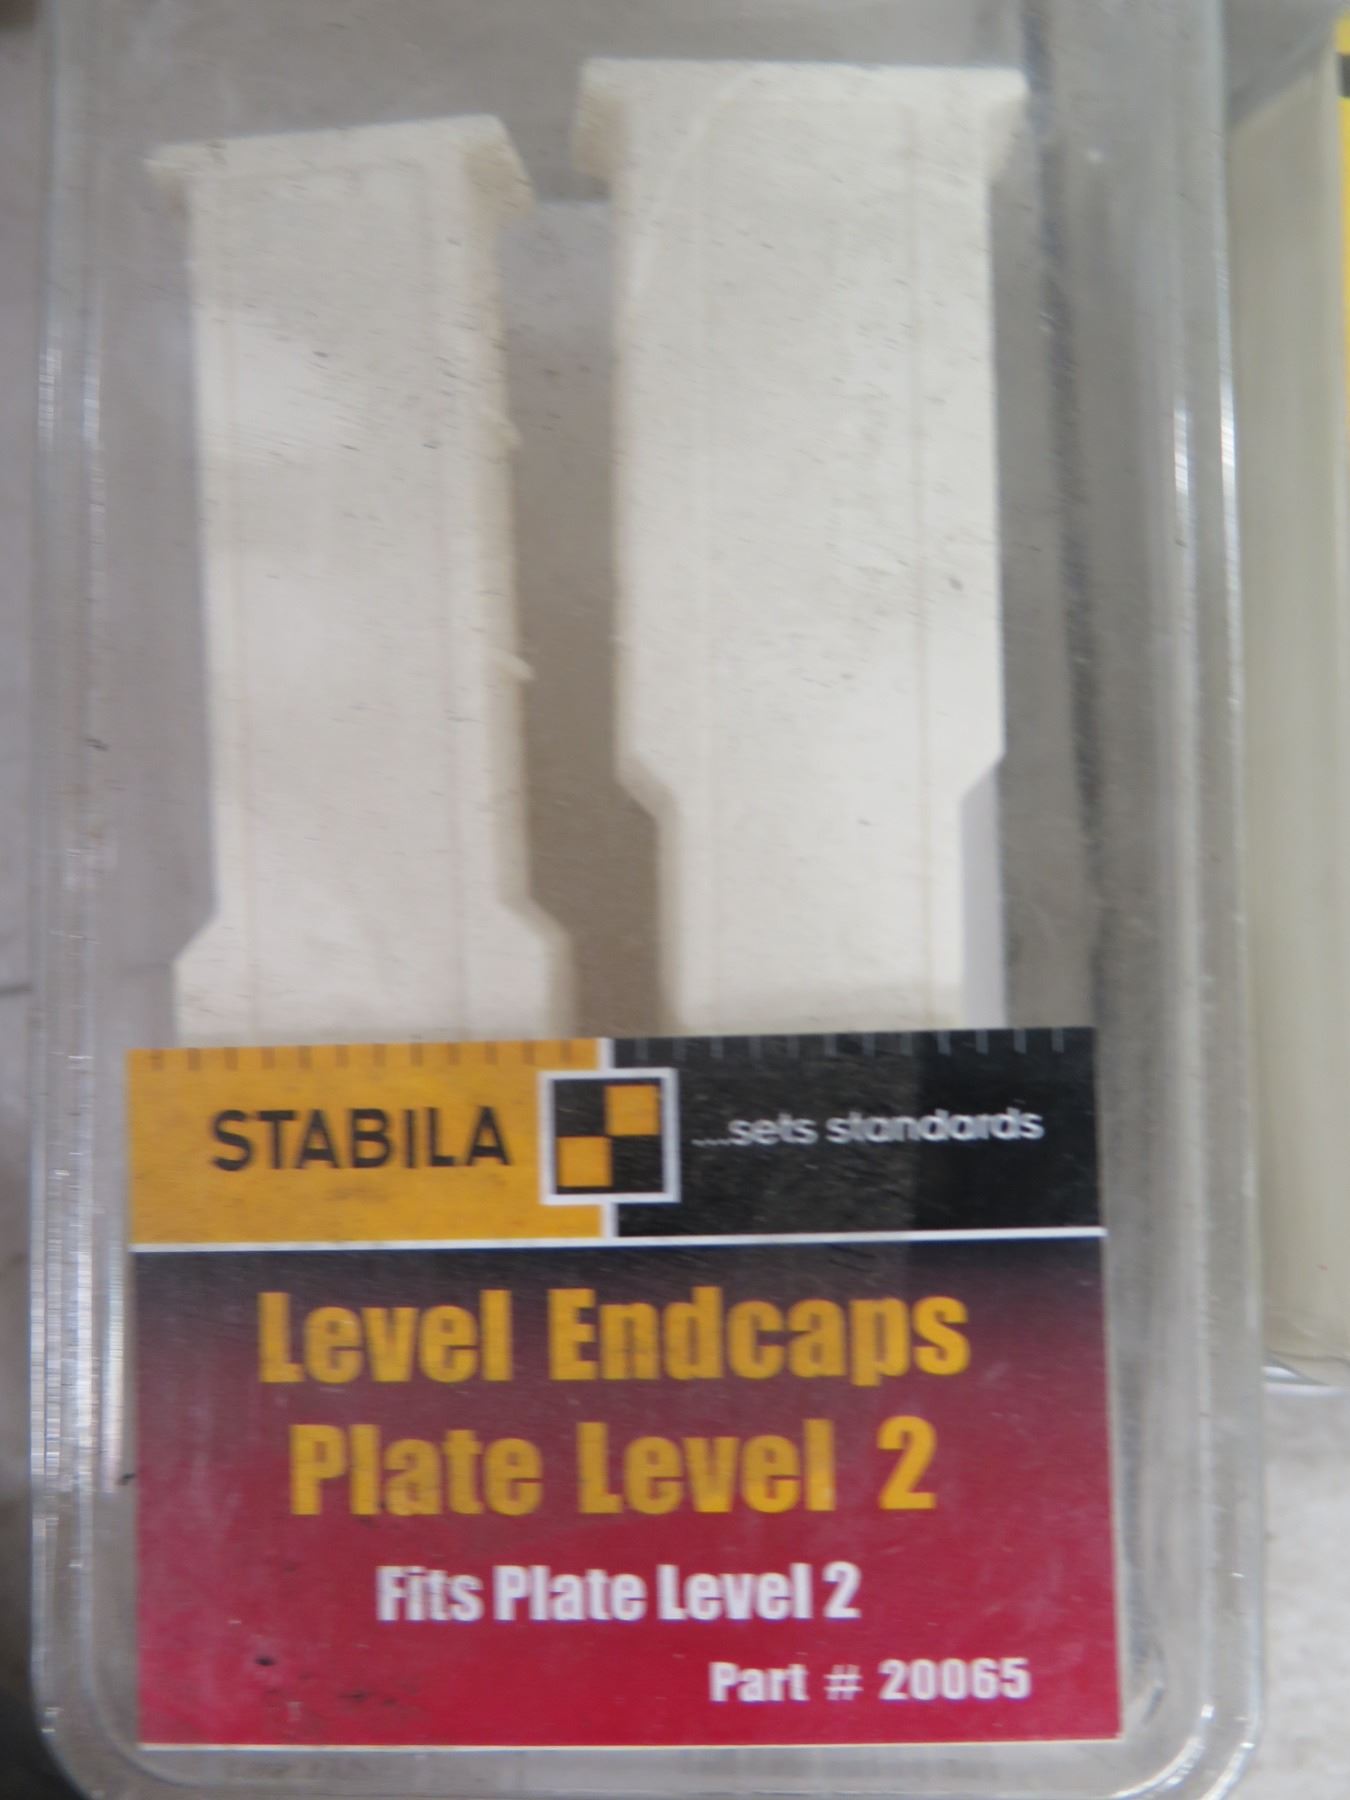 STABILA ....sets standards
Level Endcaps
Plate Level 2
Fits Plate Level 2
Part # 20065